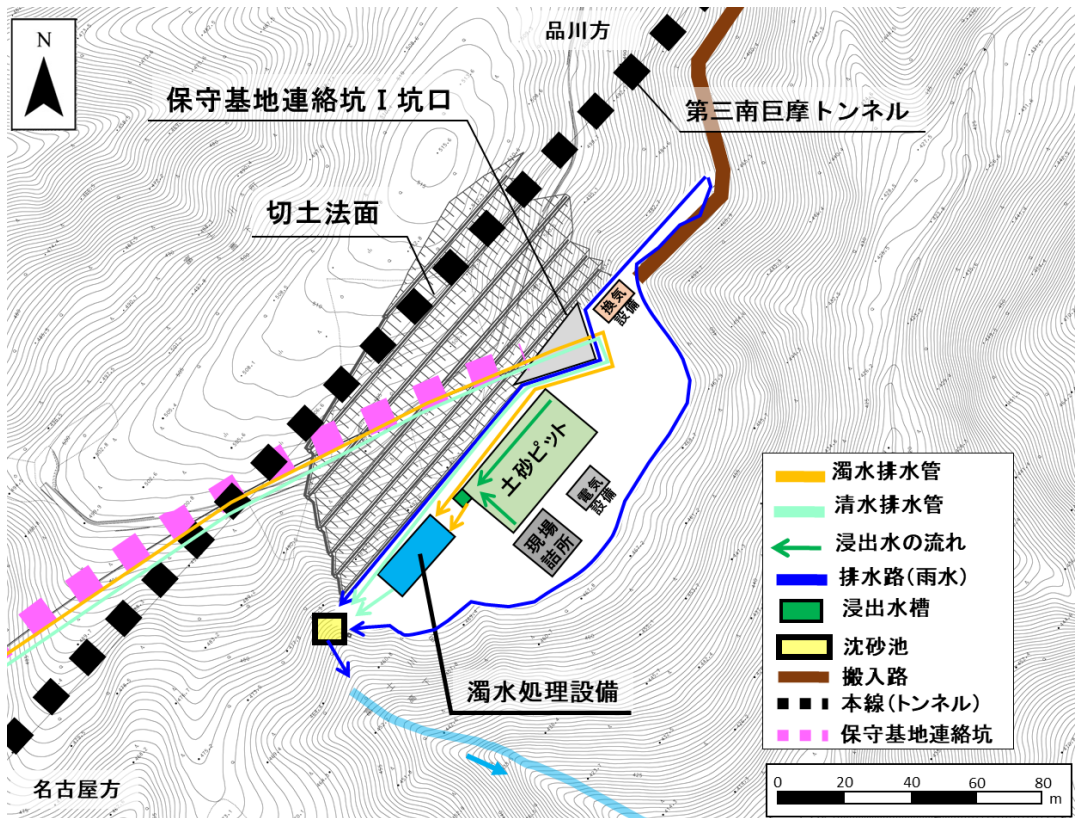 N
品川方
保守基地連絡坑Ⅰ坑口
第三南巨摩トンネル
切土法面
換気
設備
土砂ピット
電気
設備
現場
詰所
濁水処理設備
名古屋方
濁水排水管
清水排水管
浸出水の流れ
排水路(雨水)
浸出水槽
沈砂池
搬入路
本線(トンネル)
保守基地連絡坑
0 20 40 60 80
m